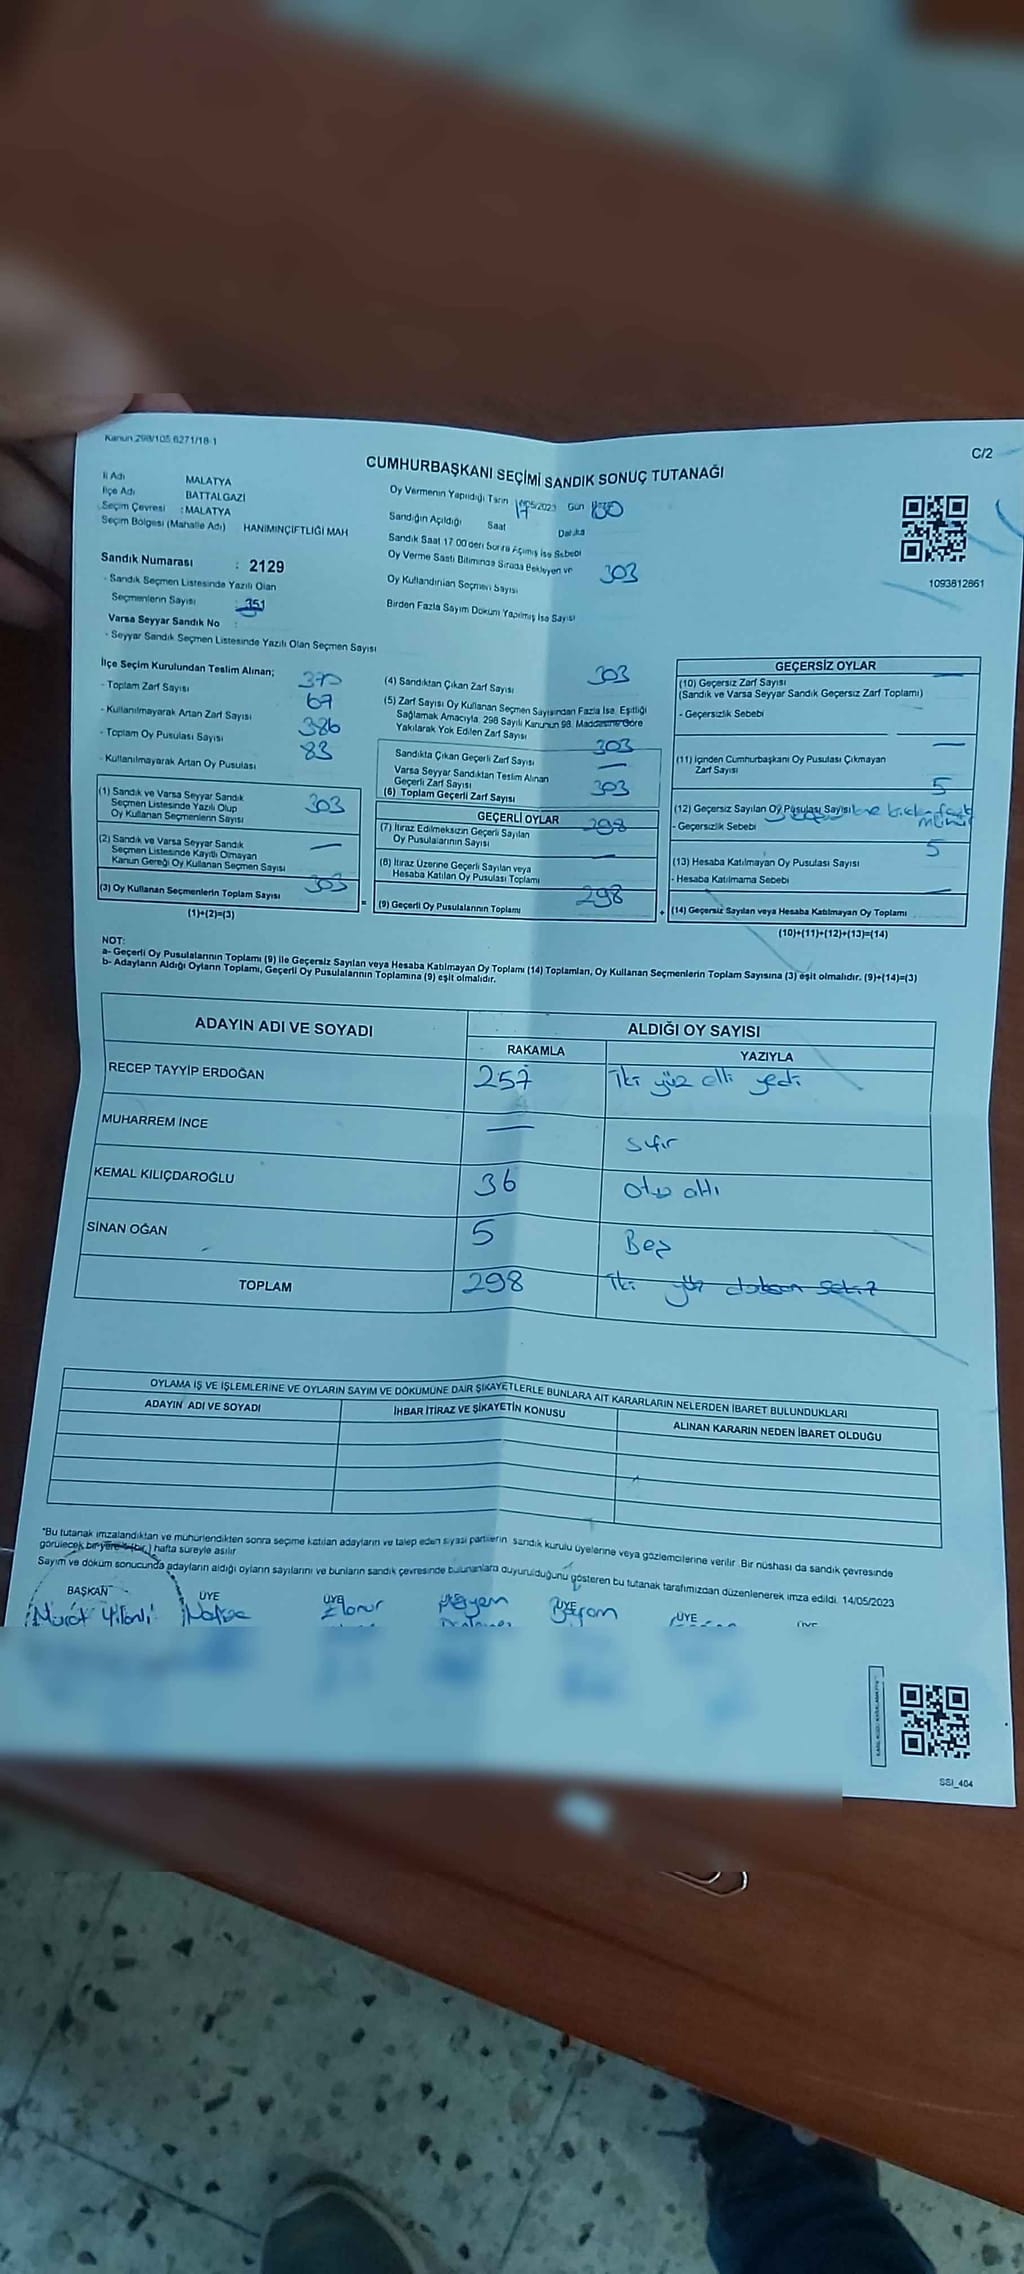 Kanun 298/105 6271/18-1
C/2
CUMHURBAŞKANI SEÇİMİ SANDIK SONUÇ TUTANAĞI
İl Adı MALATYA
İlçe Adı BATTALGAZİ
Seçim Çevresi : MALATYA
Seçim Bölgesi (Mahalle Adı) HANIMINÇİFTLİĞİ MAH
Sandık Numarası : 2129
- Sandık Seçmen Listesinde Yazılı Olan
Seçmenlerin Sayısı : 351
Varsa Seyyar Sandık No :
- Seyyar Sandık Seçmen Listesinde Yazılı Olan Seçmen Sayısı
Oy Vermenin Yapıldığı Tarih /05/2023 Gün
Sandığın Açıldığı Saat 17 Dakika 00
Sandık Saat 17.00'den Sonra Açılmış İse Sebebi
Oy Verme Saati Bitiminde Sırada Bekleyen ve
Oy Kullandırılan Seçmen Sayısı 303
Birden Fazla Sayım Dökum Yapılmış İse Sayısı
1093812861
İlçe Seçim Kurulundan Teslim Alınan;
- Toplam Zarf Sayısı 370
- Kullanılmayarak Artan Zarf Sayısı 67
- Toplam Oy Pusulası Sayısı 386
- Kullanılmayarak Artan Oy Pusulası 83
(1) Sandık ve Varsa Seyyar Sandık
Seçmen Listesinde Yazılı Olup
Oy Kullanan Seçmenlerin Sayısı 303
(2) Sandık ve Varsa Seyyar Sandık
Seçmen Listesinde Kayıtlı Olmayan
Kanun Gereği Oy Kullanan Seçmen Sayısı —
(3) Oy Kullanan Seçmenlerin Toplam Sayısı 303
(1)+(2)=(3)
=
(4) Sandıktan Çıkan Zarf Sayısı 303
(5) Zarf Sayısı Oy Kullanan Seçmen Sayısından Fazla İse, Eşitliği
Sağlamak Amacıyla, 298 Sayılı Kanunun 98. Maddesine Göre
Yakılarak Yok Edilen Zarf Sayısı
Sandıkta Çıkan Geçerli Zarf Sayısı 303
Varsa Seyyar Sandıktan Teslim Alınan
Geçerli Zarf Sayısı —
(6) Toplam Geçerli Zarf Sayısı 303
GEÇERLİ OYLAR
(7) İtiraz Edilmeksizin Geçerli Sayılan
Oy Pusulalarının Sayısı 298
(8) İtiraz Üzerine Geçerli Sayılan veya
Hesaba Katılan Oy Pusulası Toplamı —
(9) Geçerli Oy Pusulalarının Toplamı 298
+
GEÇERSİZ OYLAR
(10) Geçersiz Zarf Sayısı —
(Sandık ve Varsa Seyyar Sandık Geçersiz Zarf Toplamı)
- Geçersizlik Sebebi
(11) İçinden Cumhurbaşkanı Oy Pusulası Çıkmayan
Zarf Sayısı —
(12) Geçersiz Sayılan Oy Pusulası Sayısı 5
- Geçersizlik Sebebi
(13) Hesaba Katılmayan Oy Pusulası Sayısı 5
- Hesaba Katılmama Sebebi
(14) Geçersiz Sayılan veya Hesaba Katılmayan Oy Toplamı —
(10)+(11)+(12)+(13)=(14)
NOT:
a- Geçerli Oy Pusulalarının Toplamı (9) ile Geçersiz Sayılan veya Hesaba Katılmayan Oy Toplamı (14) Toplamları, Oy Kullanan Seçmenlerin Toplam Sayısına (3) eşit olmalıdır. (9)+(14)=(3)
b- Adayların Aldığı Oyların Toplamı, Geçerli Oy Pusulalarının Toplamına (9) eşit olmalıdır.
ADAYIN ADI VE SOYADI ALDIĞI OY SAYISI
RAKAMLA YAZIYLA
RECEP TAYYİP ERDOĞAN 257 iki yüz elli yedi
MUHARREM İNCE — sıfır
KEMAL KILIÇDAROĞLU 36 otuz altı
SİNAN OĞAN 5 Beş
TOPLAM 298 iki yüz doksan sekiz
OYLAMA İŞ VE İŞLEMLERİNE VE OYLARIN SAYIM VE DÖKÜMÜNE DAİR ŞİKAYETLERLE BUNLARA AİT KARARLARIN NELERDEN İBARET BULUNDUKLARI
ADAYIN ADI VE SOYADI İHBAR İTİRAZ VE ŞİKAYETİN KONUSU ALINAN KARARIN NEDEN İBARET OLDUĞU
*Bu tutanak imzalandıktan ve mühürlendikten sonra seçime katılan adayların ve talep eden siyasi partilerin sandık kurulu üyelerine veya gözlemcilerine verilir. Bir nüshası da sandık çevresinde
görülecek bir yere 1 (bir) hafta süreyle asılır
Sayım ve döküm sonucunda adayların aldığı oyların sayılarını ve bunların sandık çevresinde bulunanlara duyurulduğunu gösteren bu tutanak tarafımızdan düzenlenerek imza edildi. 14/05/2023
BAŞKAN ÜYE ÜYE ÜYE ÜYE ÜYE
Murat Elanur Meryem Bayram
SSI_404